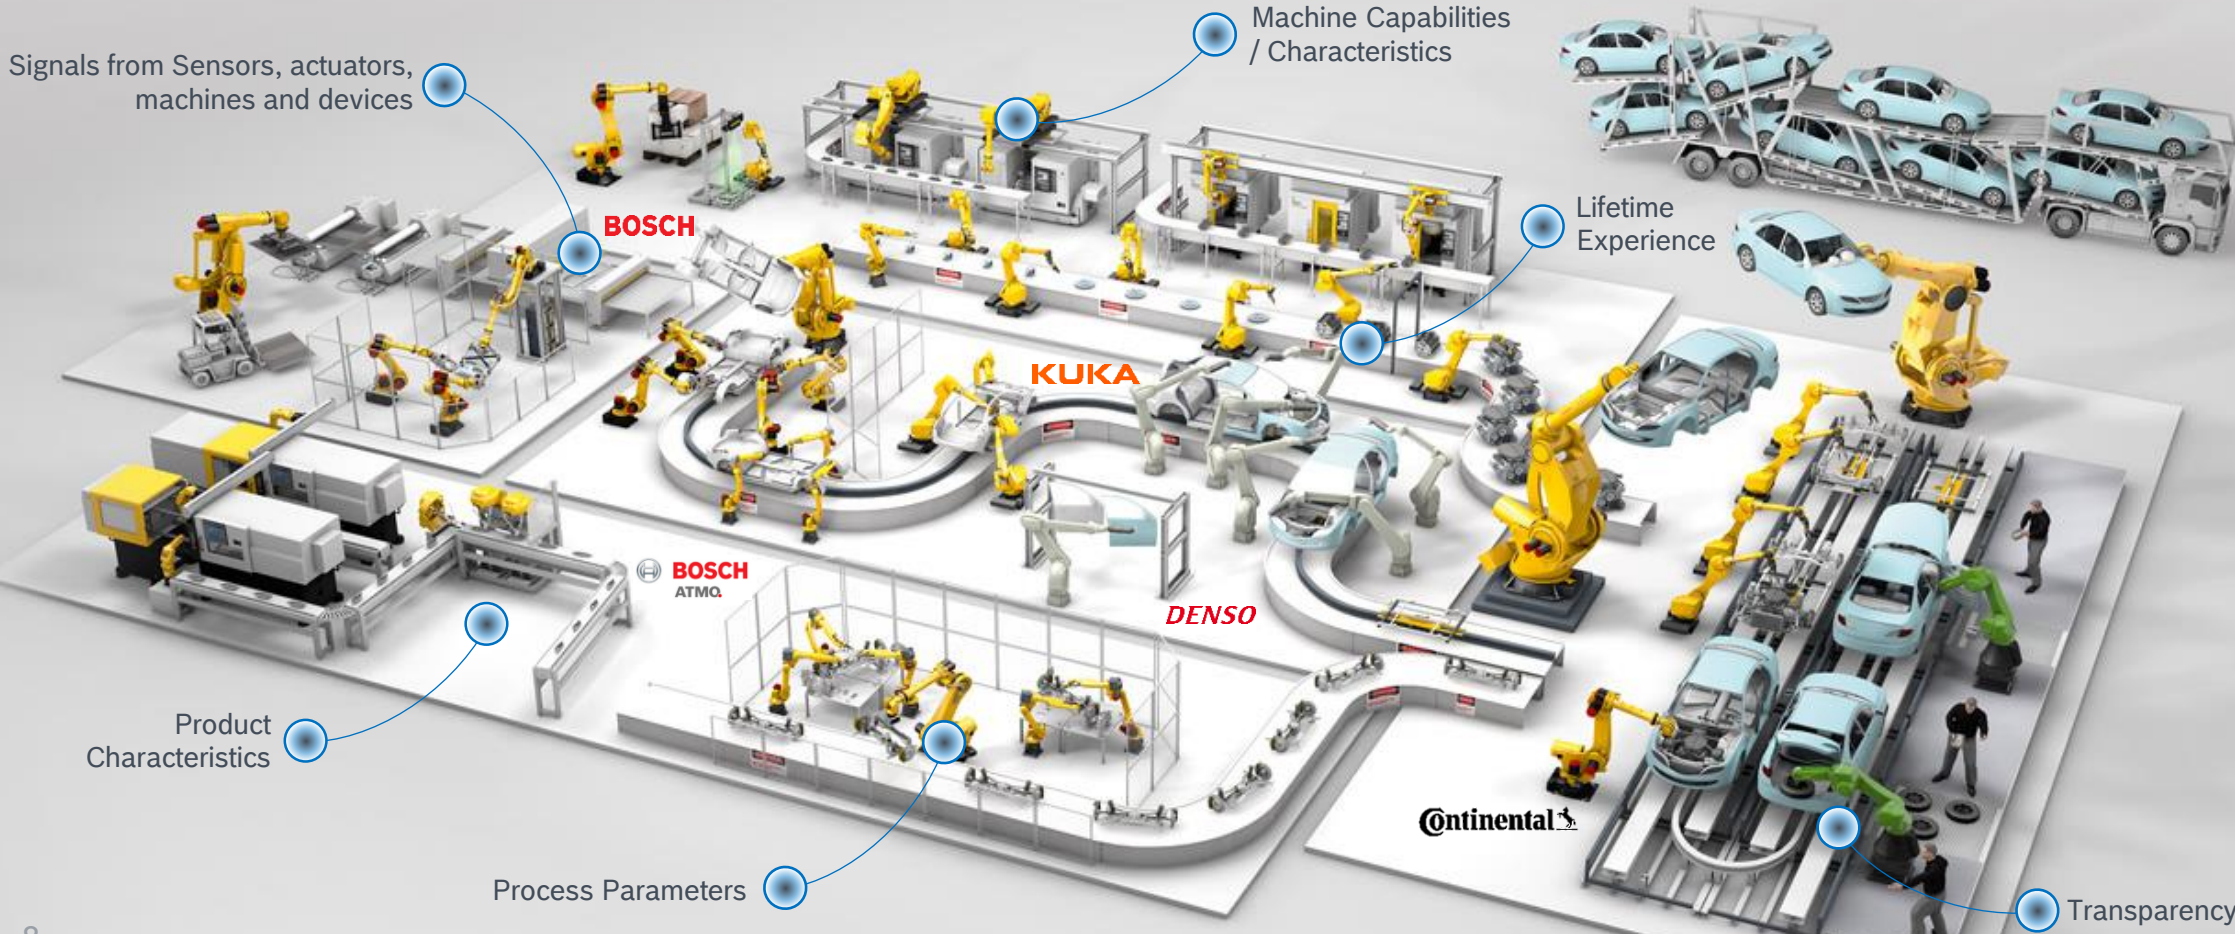 Machine Capabilities
/ Characteristics
Signals from Sensors, actuators,
machines and devices
BOSCH
Lifetime
Experience
KUKA
BOSCH
ATMO.
DENSO
Product
Characteristics
Continental
Process Parameters
Transparency